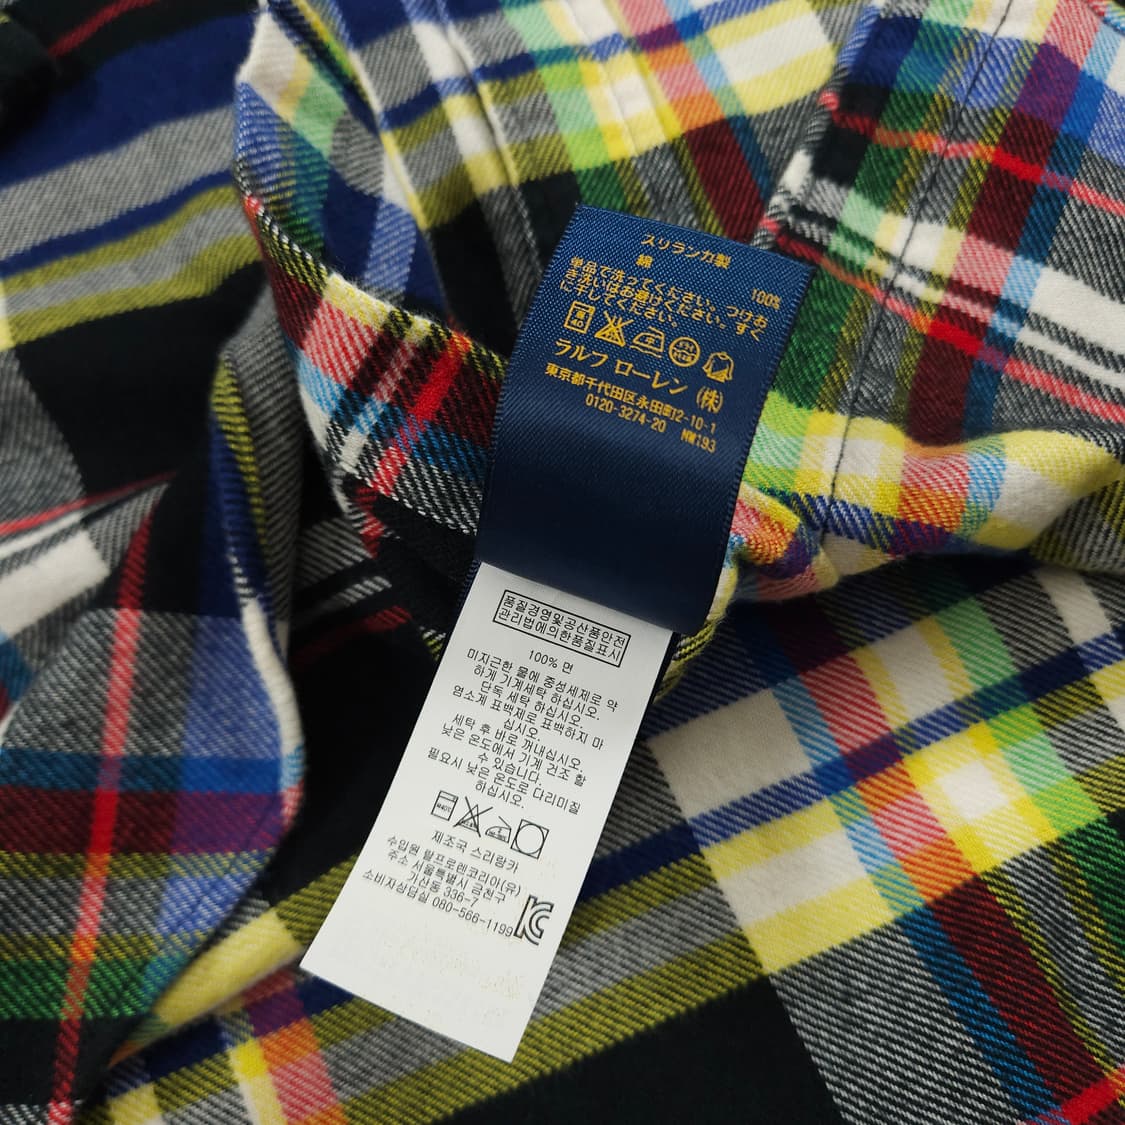 スリランカ製
綿 100%
単品で洗ってください。つけお
き洗いはお避けください。すぐ
に干してください。
ラルフ ローレン (株)
東京都千代田区永田町2-10-1
0120-3274-20 NM193
품질경영및공산품안전
관리법에의한품질표시
100% 면
미지근한 물에 중성세제로 약
하게 기계세탁 하십시오.
단독 세탁 하십시오.
염소계 표백제로 표백하지 마
십시오.
세탁 후 바로 꺼내십시오.
낮은 온도에서 기계 건조 할
수 있습니다.
필요시 낮은 온도로 다리미질
하십시오.
제조국 스리랑카
수입원 랄프로렌코리아(유)
주소 서울특별시 금천구
가산동 336-7
소비자상담실 080-566-1199